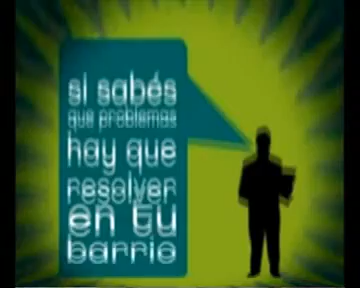 si sabés
que problemas
hay que
resolver
en tu
barrio